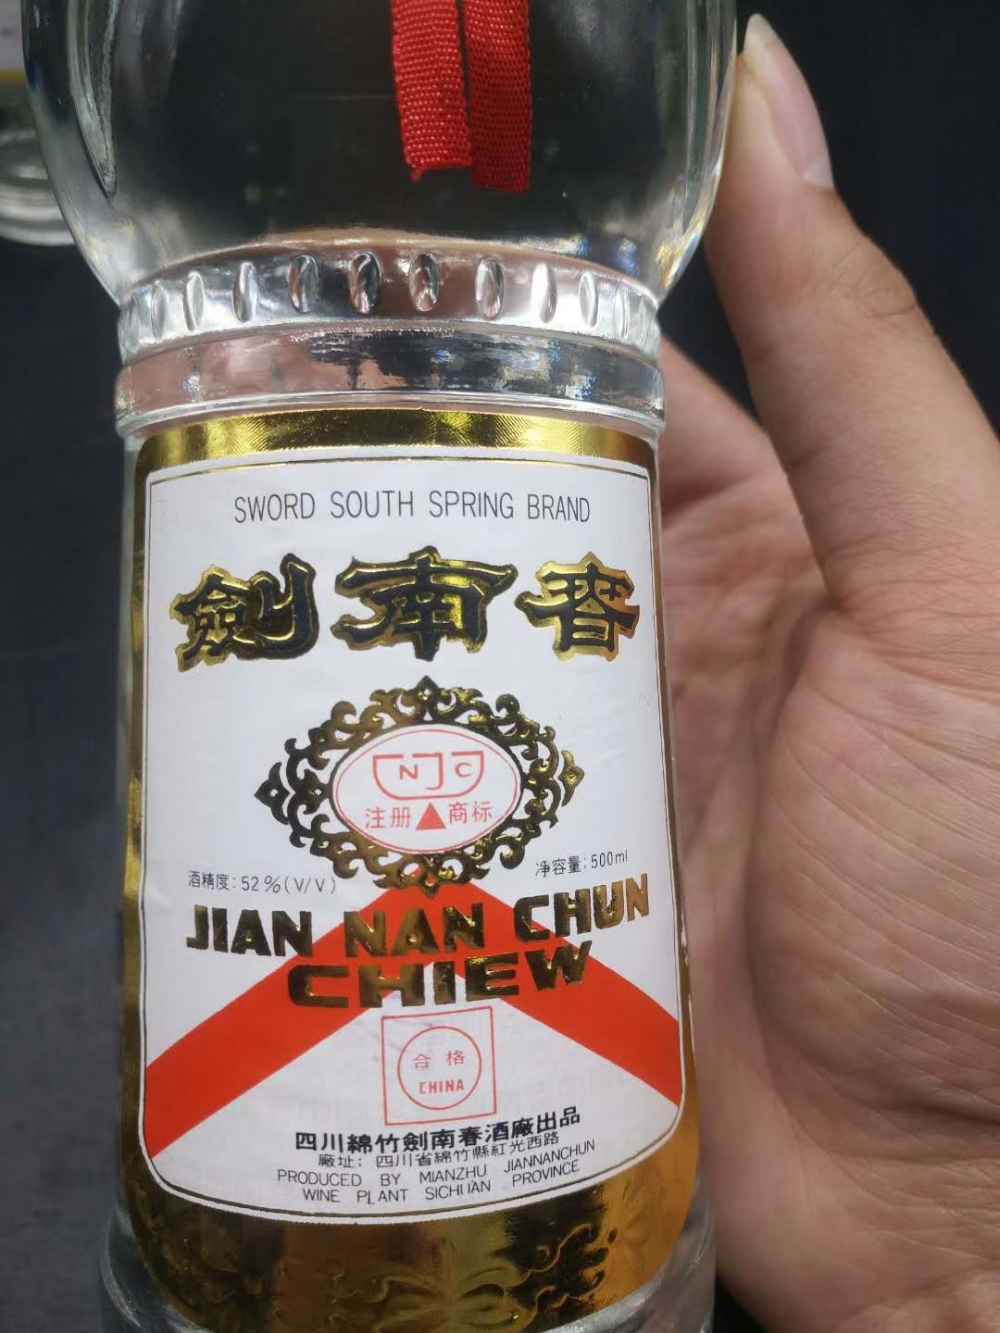 SWORD SOUTH SPRING BRAND
劍南春
NJC
注册 商标
酒精度:52%(V/V)
净容量:500ml
JIAN NAN CHUN
CHIEW
合格
CHINA
四川綿竹劍南春酒廠出品
廠址:四川省綿竹縣紅光西路
PRODUCED BY MIANZHU JIANNANCHUN
WINE PLANT SICHUAN PROVINCE